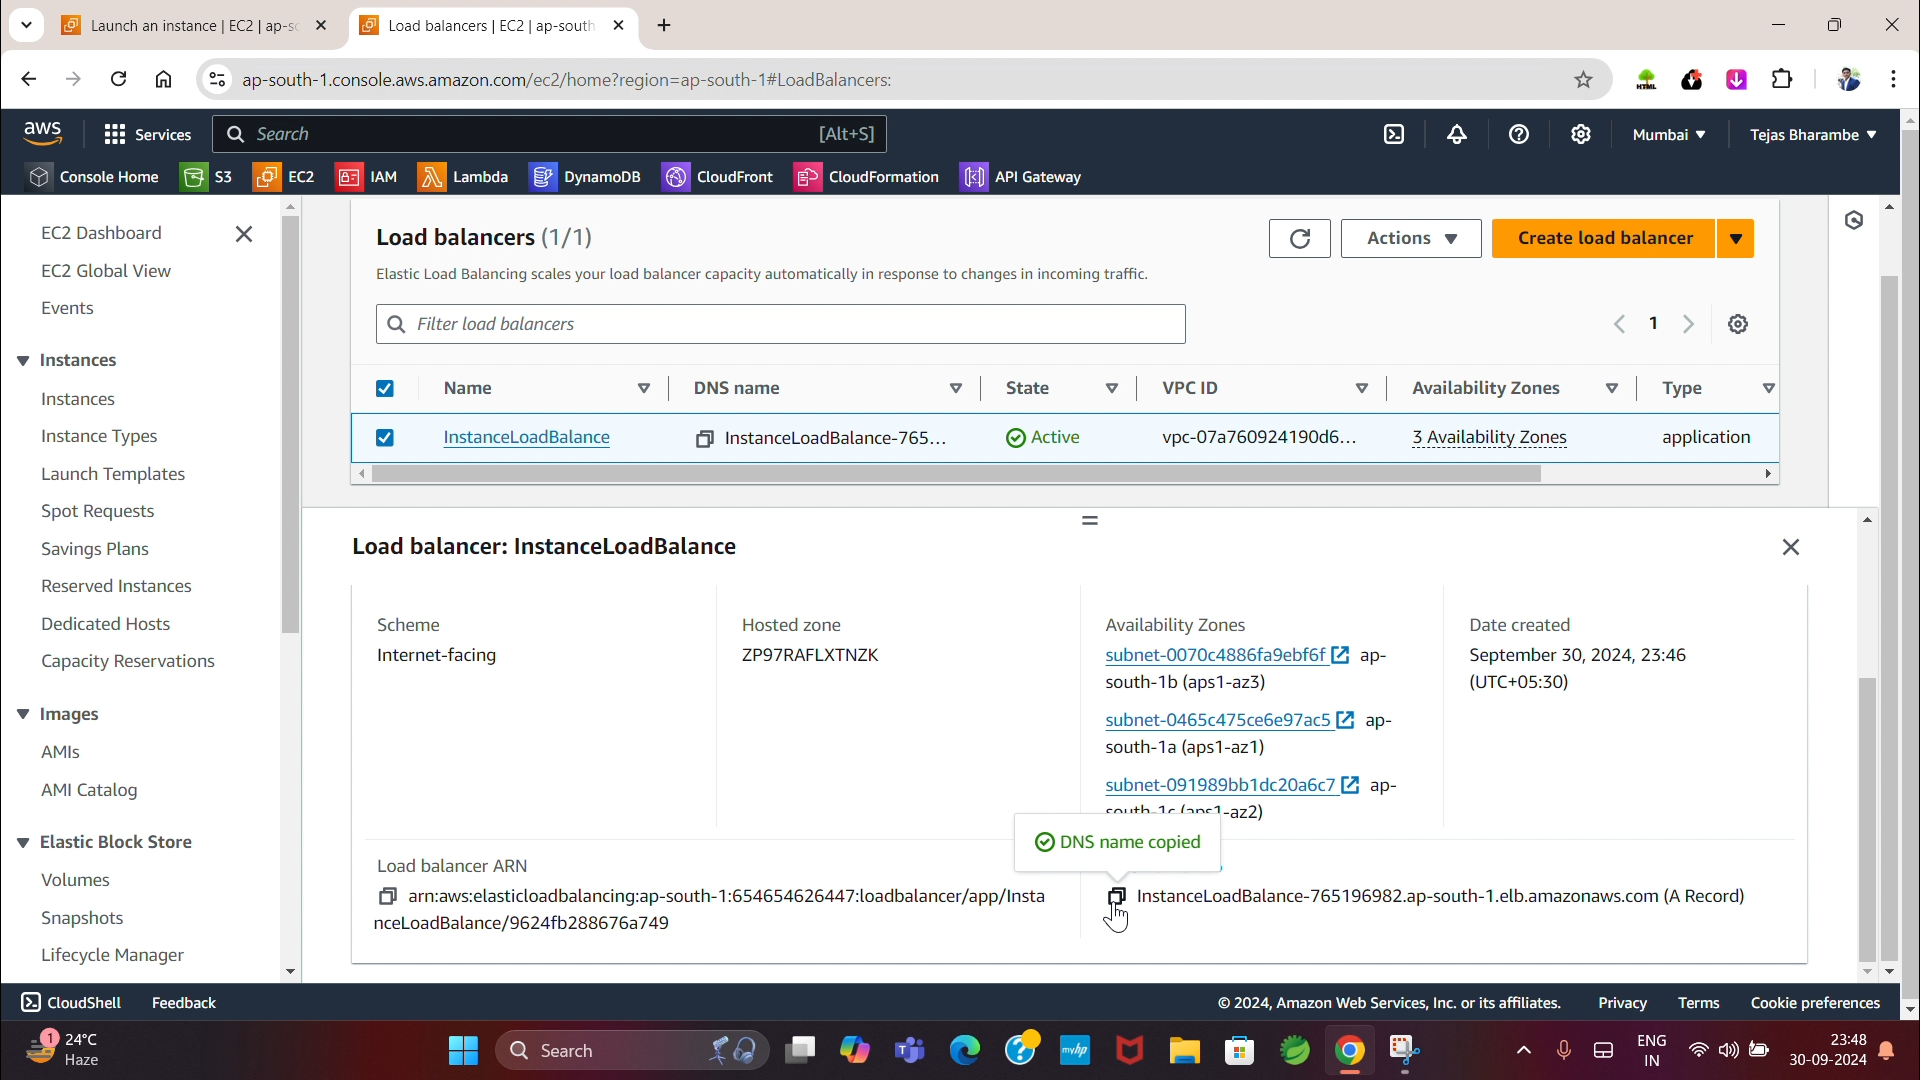 Launch an instance | EC2 | ap-sc
Load balancers | EC2 | ap-south
ap-south-1.console.aws.amazon.com/ec2/home?region=ap-south-1#LoadBalancers:
HTML
aws
Services
Search
[Alt+S]
Mumbai
Tejas Bharambe
Console Home
S3
EC2
IAM
Lambda
DynamoDB
CloudFront
CloudFormation
API Gateway
EC2 Dashboard
EC2 Global View
Events
Instances
Instances
Instance Types
Launch Templates
Spot Requests
Savings Plans
Reserved Instances
Dedicated Hosts
Capacity Reservations
Images
AMIs
AMI Catalog
Elastic Block Store
Volumes
Snapshots
Lifecycle Manager
Load balancers (1/1)
Actions
Create load balancer
Elastic Load Balancing scales your load balancer capacity automatically in response to changes in incoming traffic.
Filter load balancers
1
Name
DNS name
State
VPC ID
Availability Zones
Type
InstanceLoadBalance
InstanceLoadBalance-765...
Active
vpc-07a760924190d6...
3 Availability Zones
application
Load balancer: InstanceLoadBalance
Scheme
Internet-facing
Hosted zone
ZP97RAFLXTNZK
Availability Zones
subnet-0070c4886fa9ebf6f ap-
south-1b (aps1-az3)
subnet-0465c475ce6e97ac5 ap-
south-1a (aps1-az1)
subnet-091989bb1dc20a6c7 ap-
south-1c (aps1-az2)
Date created
September 30, 2024, 23:46
(UTC+05:30)
Load balancer ARN
arn:aws:elasticloadbalancing:ap-south-1:654654626447:loadbalancer/app/Insta
nceLoadBalance/9624fb288676a749
DNS name copied
InstanceLoadBalance-765196982.ap-south-1.elb.amazonaws.com (A Record)
CloudShell
Feedback
© 2024, Amazon Web Services, Inc. or its affiliates.
Privacy
Terms
Cookie preferences
1
24°C
Haze
Search
myhp
ENG
IN
23:48
30-09-2024